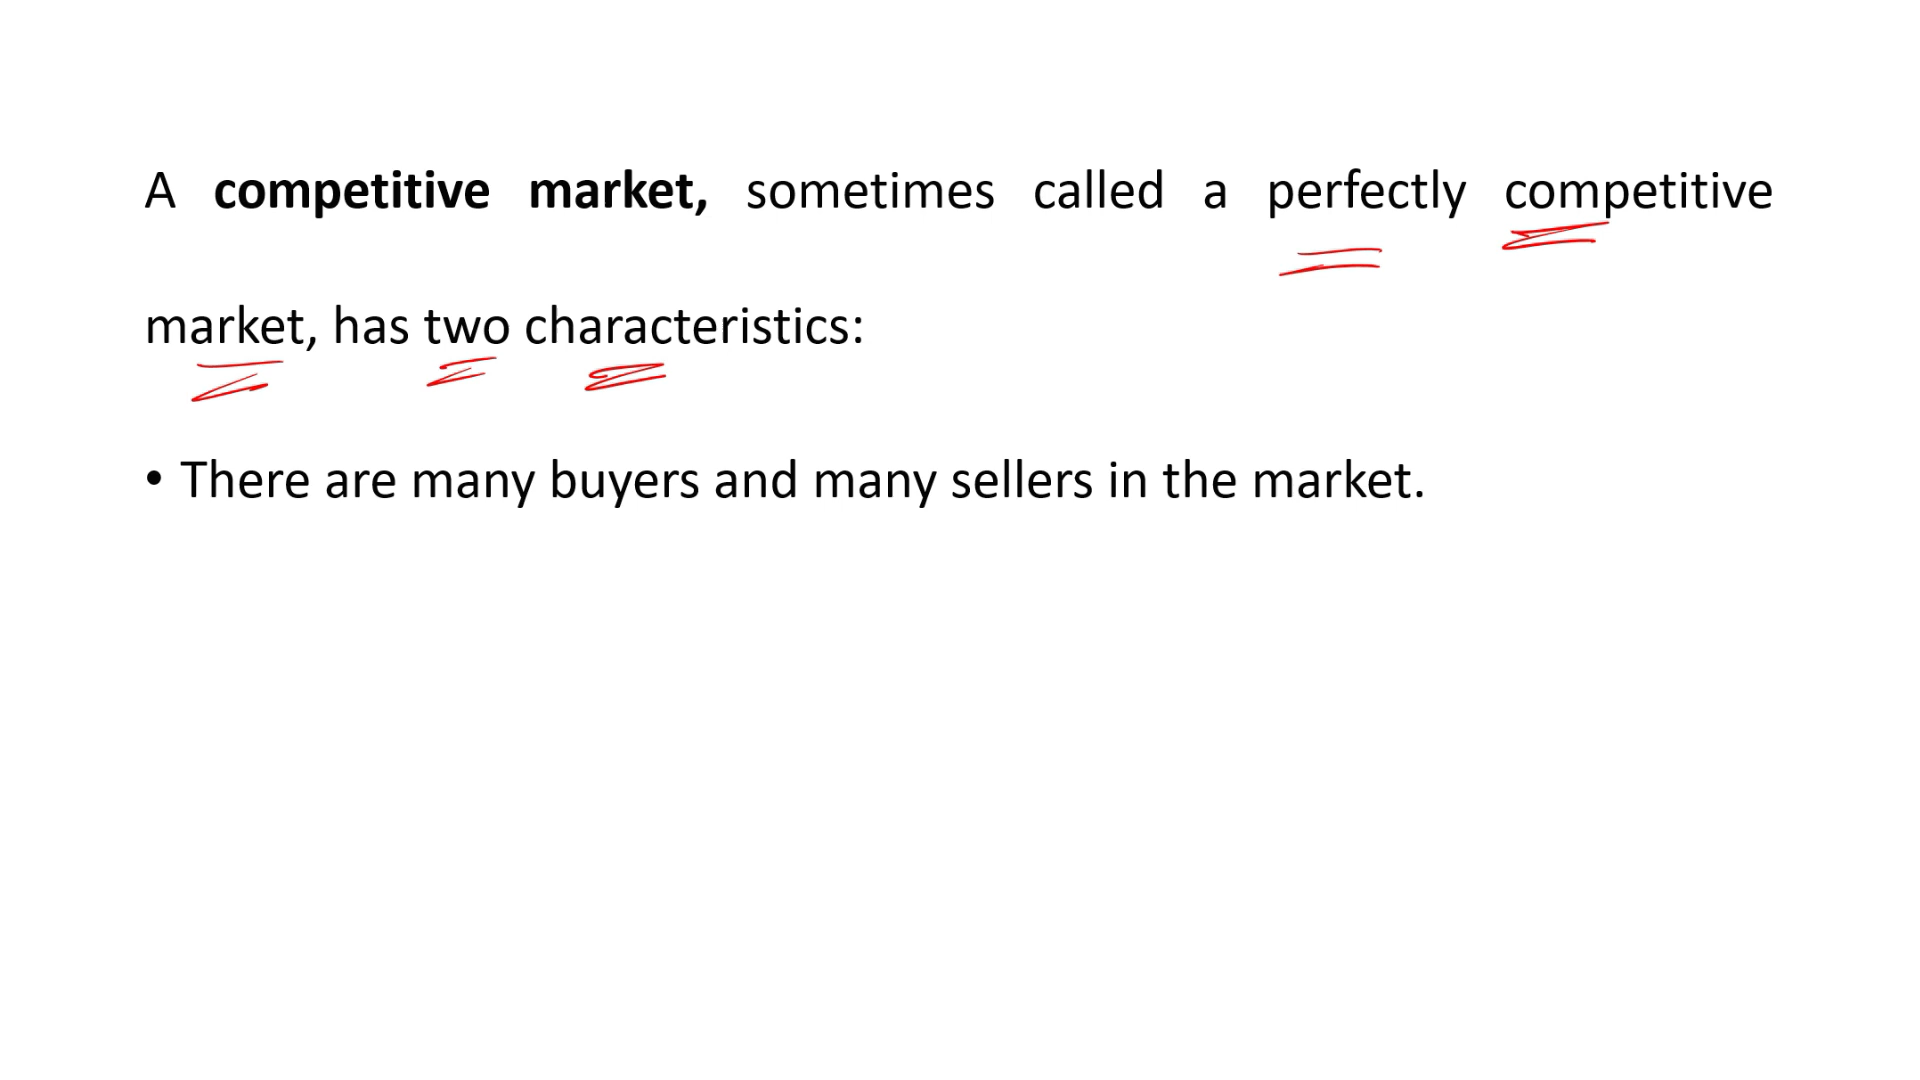 A competitive market, sometimes called a perfectly competitive
market, has two characteristics:
• There are many buyers and many sellers in the market.